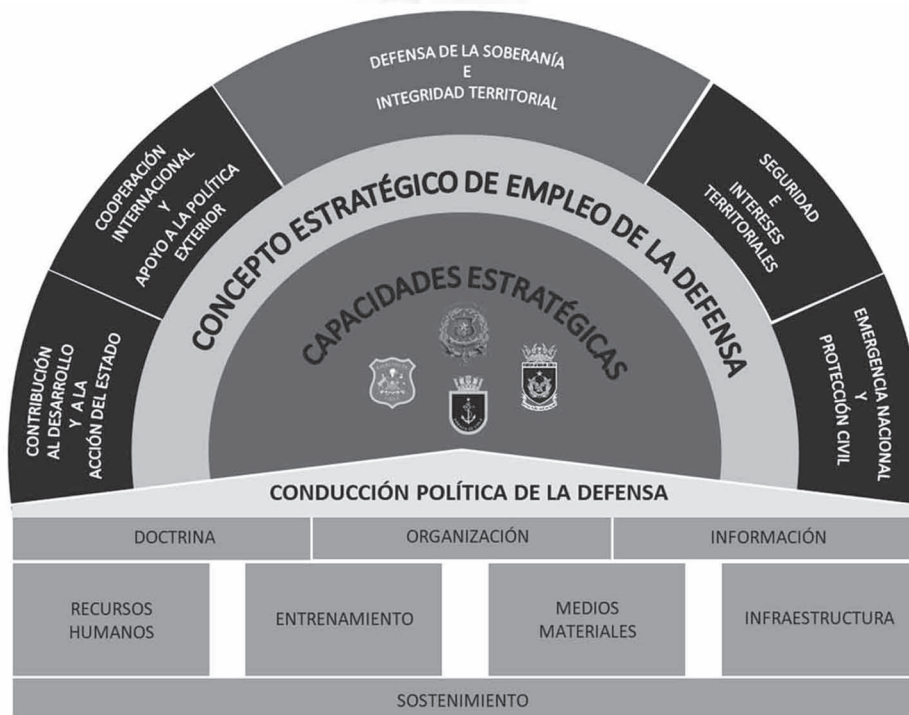 DEFENSA DE LA SOBERANÍA
E
INTEGRIDAD TERRITORIAL
COOPERACIÓN
INTERNACIONAL
Y
APOYO A LA POLÍTICA
EXTERIOR
SEGURIDAD
E
INTERESES
TERRITORIALES
CONTRIBUCIÓN
AL DESARROLLO
Y A LA
ACCIÓN DEL ESTADO
EMERGENCIA NACIONAL
Y
PROTECCIÓN CIVIL
CONCEPTO ESTRATÉGICO DE EMPLEO DE LA DEFENSA
CAPACIDADES ESTRATÉGICAS
CONDUCCIÓN POLÍTICA DE LA DEFENSA
DOCTRINA
ORGANIZACIÓN
INFORMACIÓN
RECURSOS
HUMANOS
ENTRENAMIENTO
MEDIOS
MATERIALES
INFRAESTRUCTURA
SOSTENIMIENTO